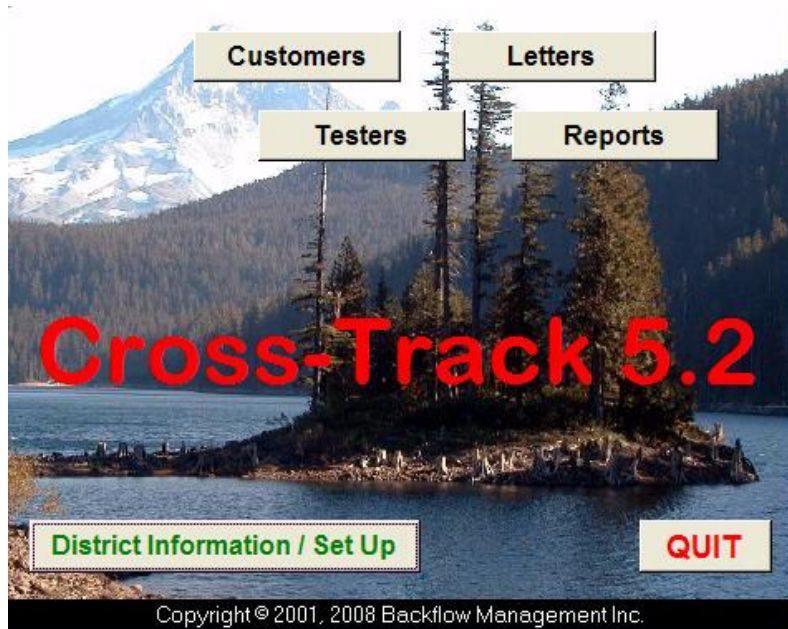 Customers
Letters
Testers
Reports
Cross-Track 5.2
District Information / Set Up
QUIT
Copyright © 2001, 2008 Backflow Management Inc.